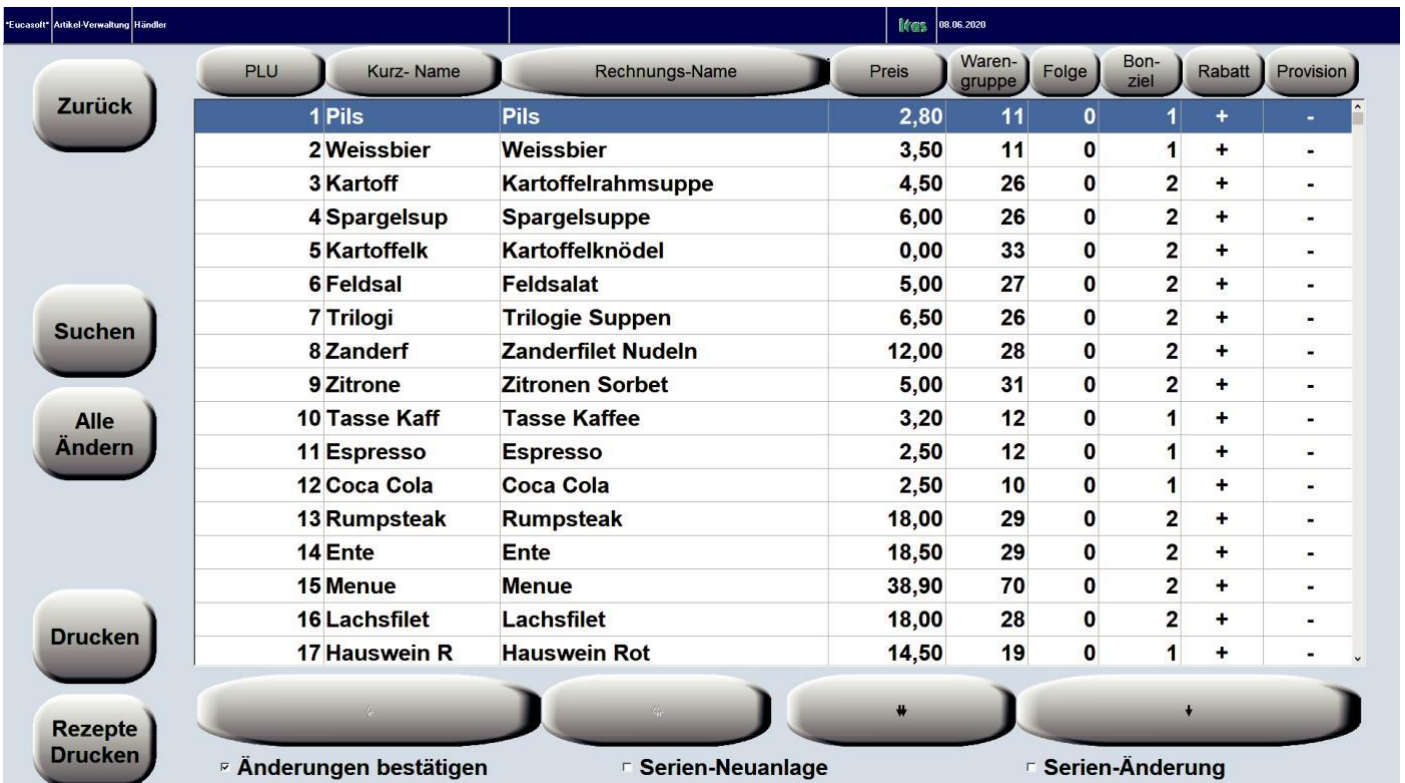 "Eucasoft" Artikel-Verwaltung Händler 08.06.2020
PLU Kurz- Name Rechnungs-Name Preis Waren-gruppe Folge Bon-ziel Rabatt Provision
Zurück
1 Pils Pils 2,80 11 0 1 + -
2 Weissbier Weissbier 3,50 11 0 1 + -
3 Kartoff Kartoffelrahmsuppe 4,50 26 0 2 + -
4 Spargelsup Spargelsuppe 6,00 26 0 2 + -
5 Kartoffelk Kartoffelknödel 0,00 33 0 2 + -
6 Feldsal Feldsalat 5,00 27 0 2 + -
7 Trilogi Trilogie Suppen 6,50 26 0 2 + -
8 Zanderf Zanderfilet Nudeln 12,00 28 0 2 + -
9 Zitrone Zitronen Sorbet 5,00 31 0 2 + -
10 Tasse Kaff Tasse Kaffee 3,20 12 0 1 + -
11 Espresso Espresso 2,50 12 0 1 + -
12 Coca Cola Coca Cola 2,50 10 0 1 + -
13 Rumpsteak Rumpsteak 18,00 29 0 2 + -
14 Ente Ente 18,50 29 0 2 + -
15 Menue Menue 38,90 70 0 2 + -
16 Lachsfilet Lachsfilet 18,00 28 0 2 + -
17 Hauswein R Hauswein Rot 14,50 19 0 1 + -
Suchen
Alle
Ändern
Drucken
Rezepte
Drucken
Änderungen bestätigen Serien-Neuanlage Serien-Änderung